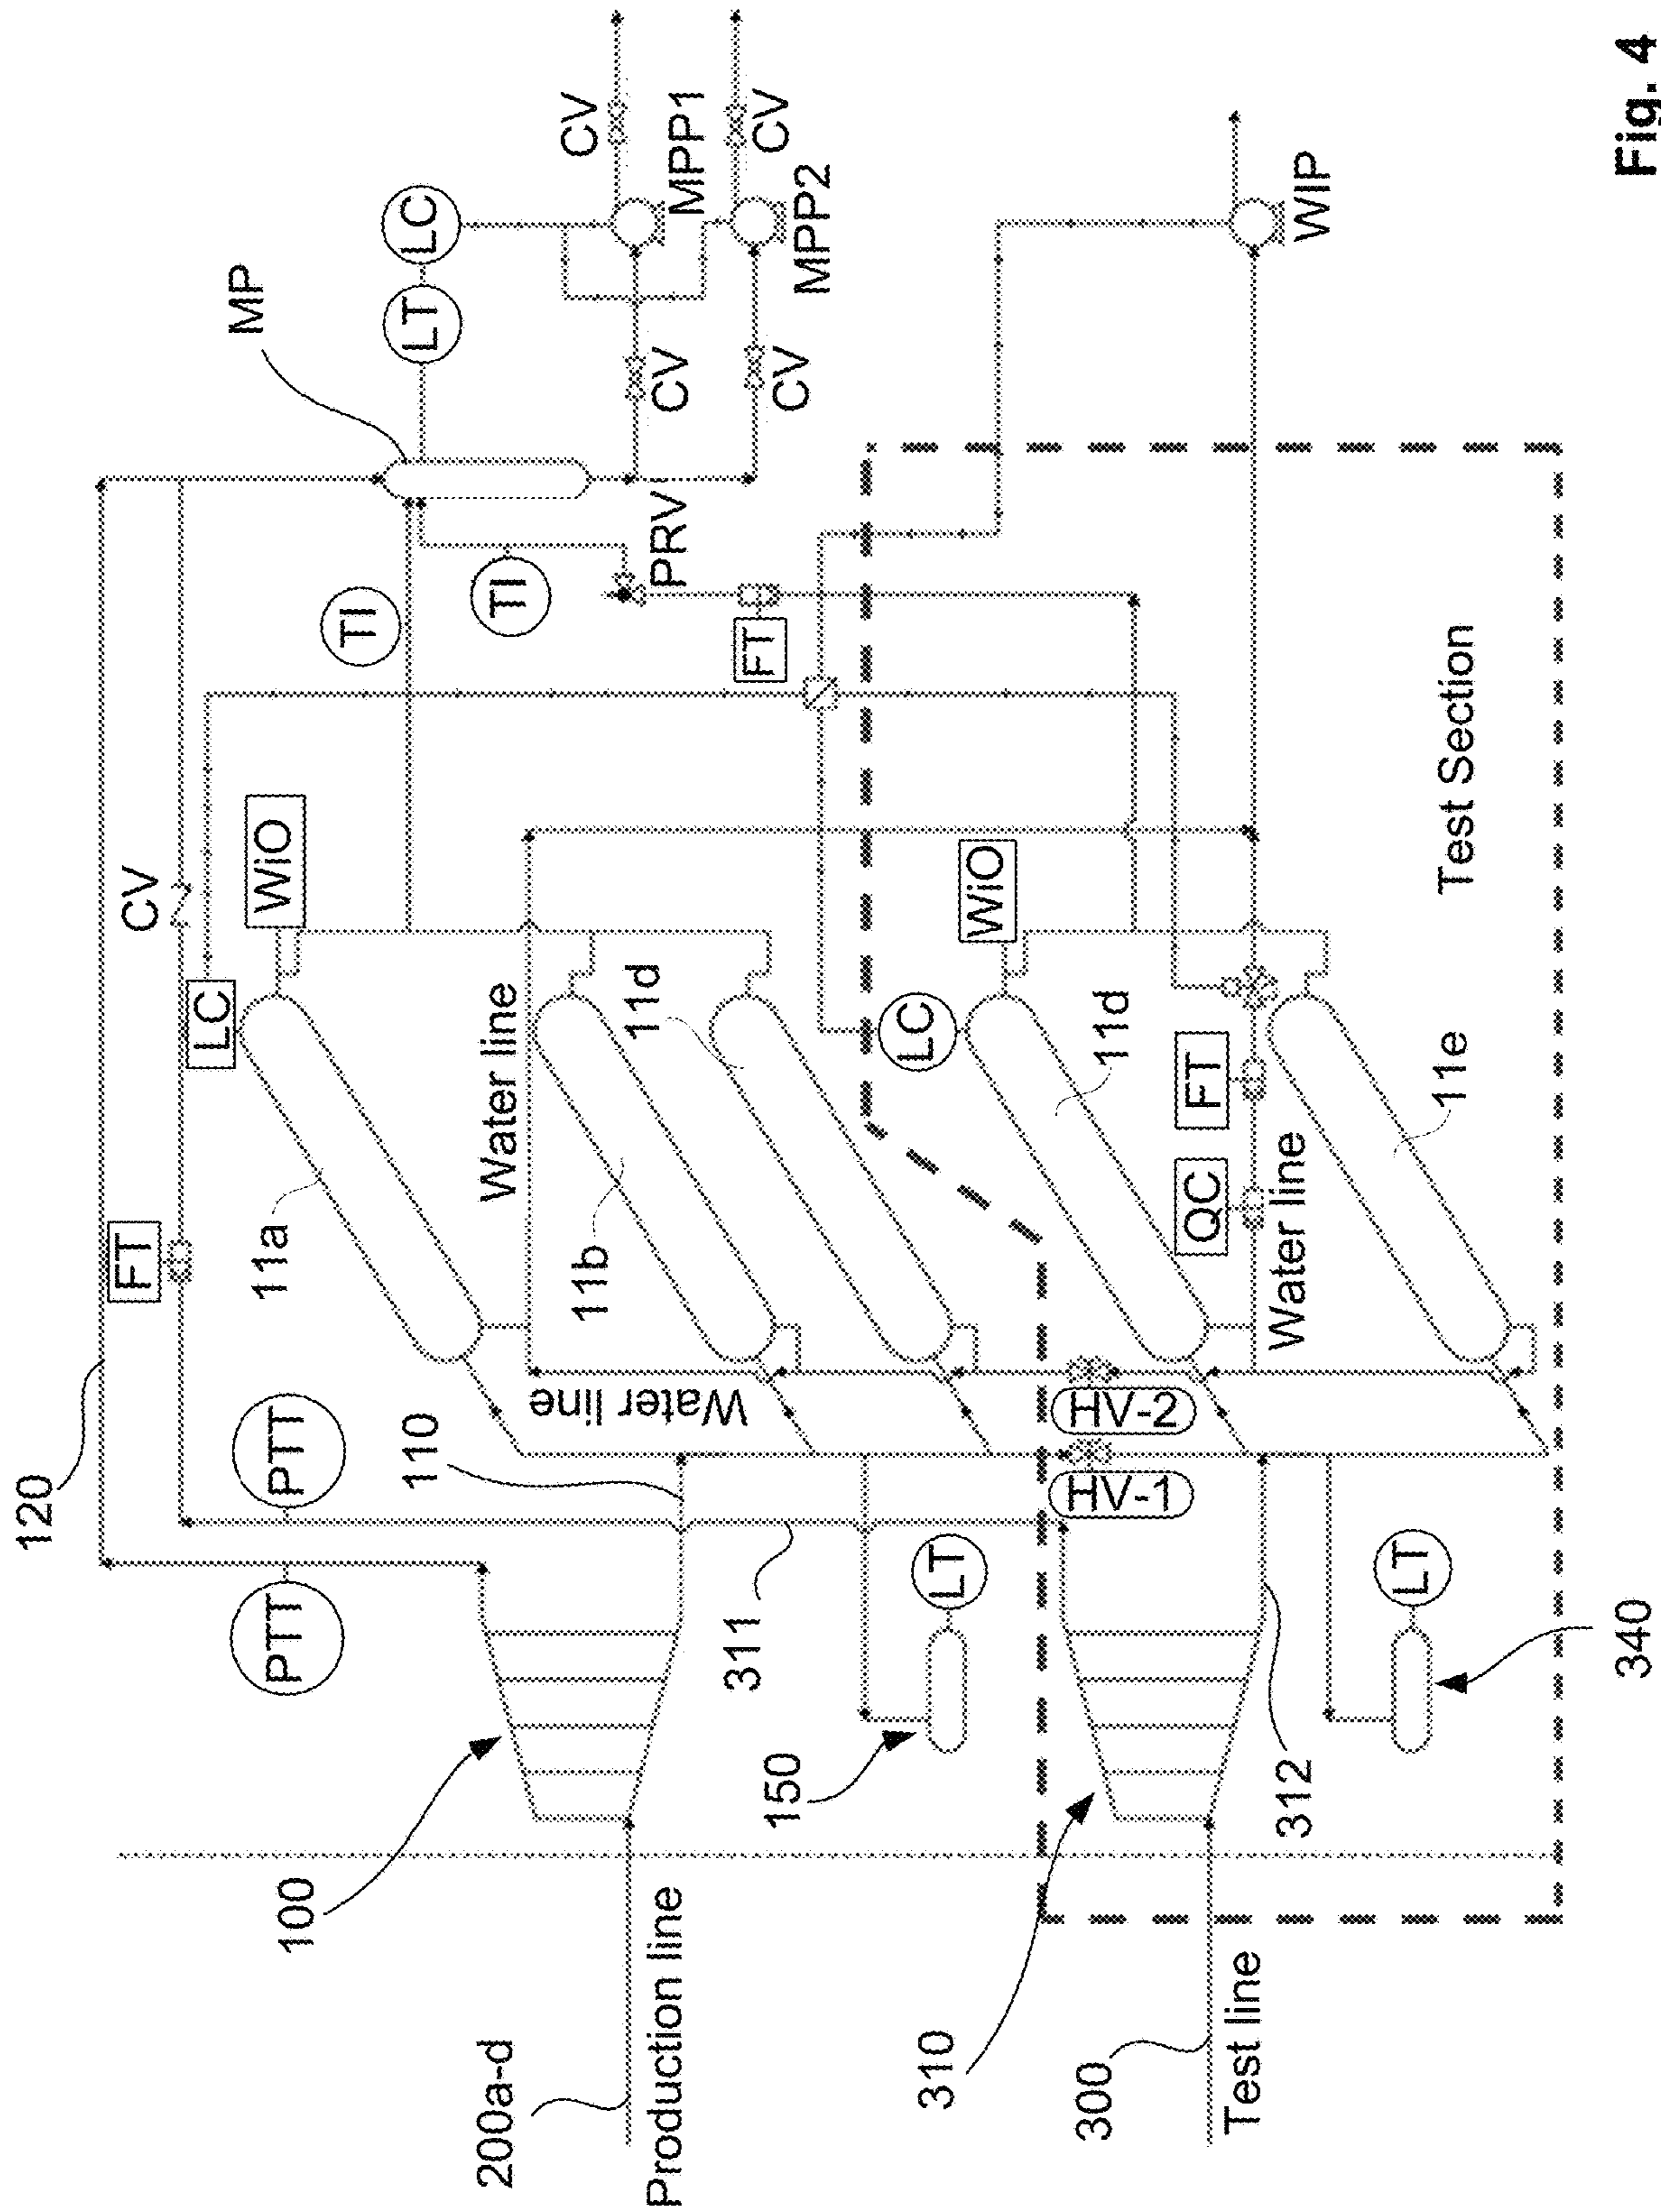 120
FT
CV
LC
WiO
TI
TI
MP
LT
LC
CV
MPP1
CV
MPP2
CV
CV
PRV
FT
PTT
PTT
11a
110
Water line
Water line
11b
11d
100
311
150
LT
200a-d
Production line
HV-1
HV-2
LC
WiO
11d
QC
FT
Water line
11e
Test Section
WIP
310
312
300
Test line
LT
340
Fig. 4